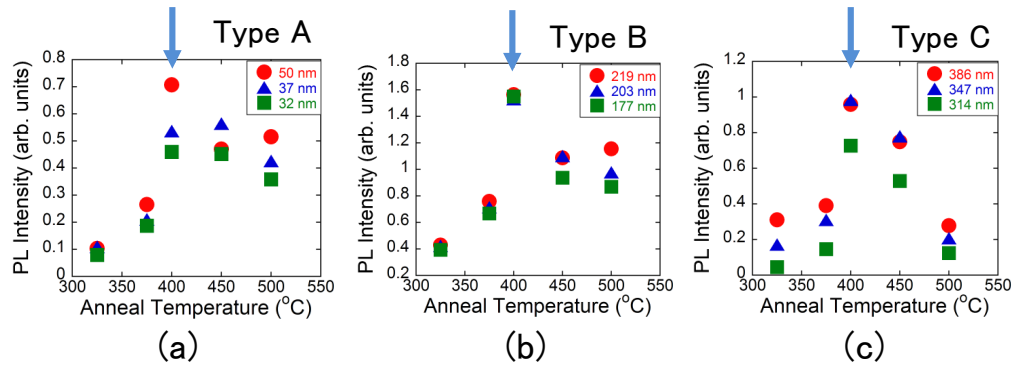 Type A
0.8
0.7
0.6
0.5
0.4
0.3
0.2
0.1
0
PL Intensity (arb. units)
50 nm
37 nm
32 nm
300 350 400 450 500 550
Anneal Temperature (°C)
(a)
Type B
1.8
1.6
1.4
1.2
1
0.8
0.6
0.4
0.2
PL Intensity (arb. units)
219 nm
203 nm
177 nm
300 350 400 450 500 550
Anneal Temperature (°C)
(b)
Type C
1.2
1
0.8
0.6
0.4
0.2
0
PL Intensity (arb. units)
386 nm
347 nm
314 nm
300 350 400 450 500 550
Anneal Temperature (°C)
(c)